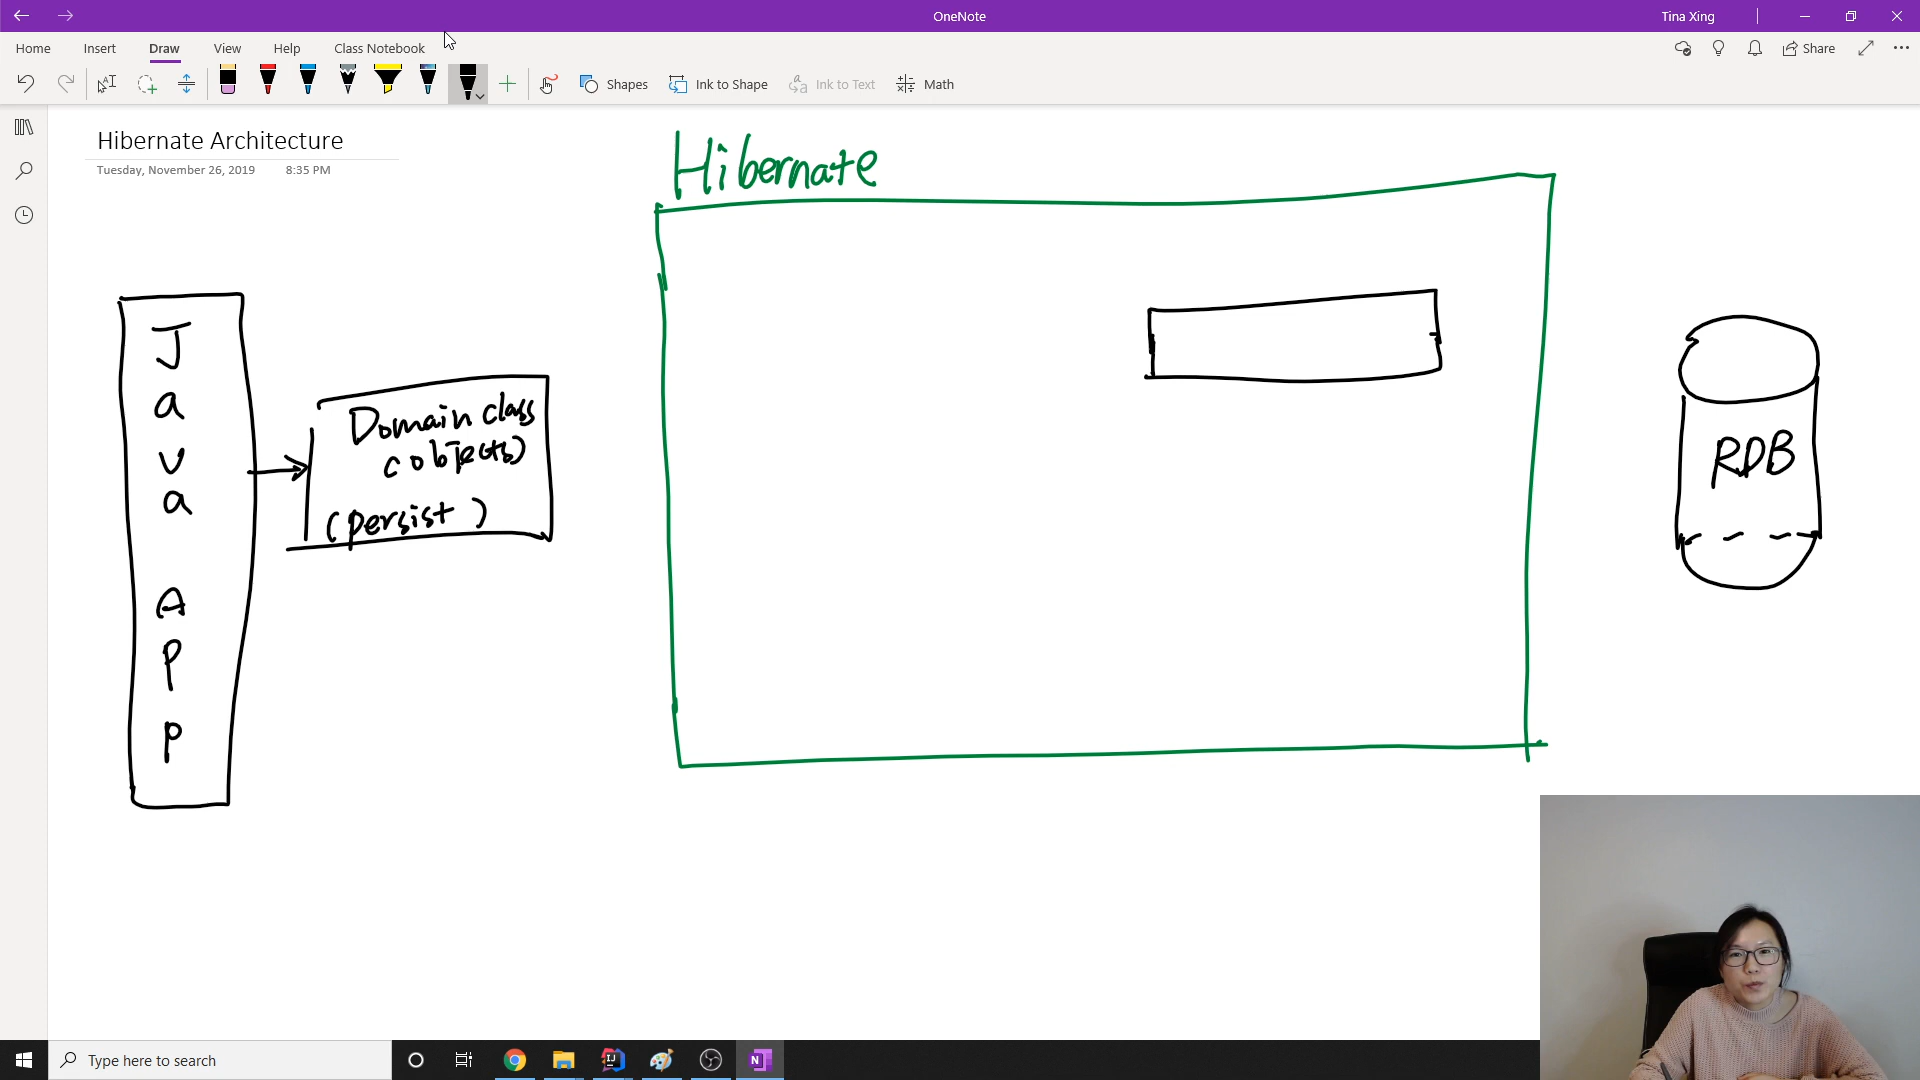 OneNote
Tina Xing
Home Insert Draw View Help Class Notebook
Share
Shapes Ink to Shape Ink to Text Math
Hibernate Architecture
Tuesday, November 26, 2019 8:35 PM
Hibernate
Java APP
Domain class
(objects)
(persist)
RDB
Type here to search